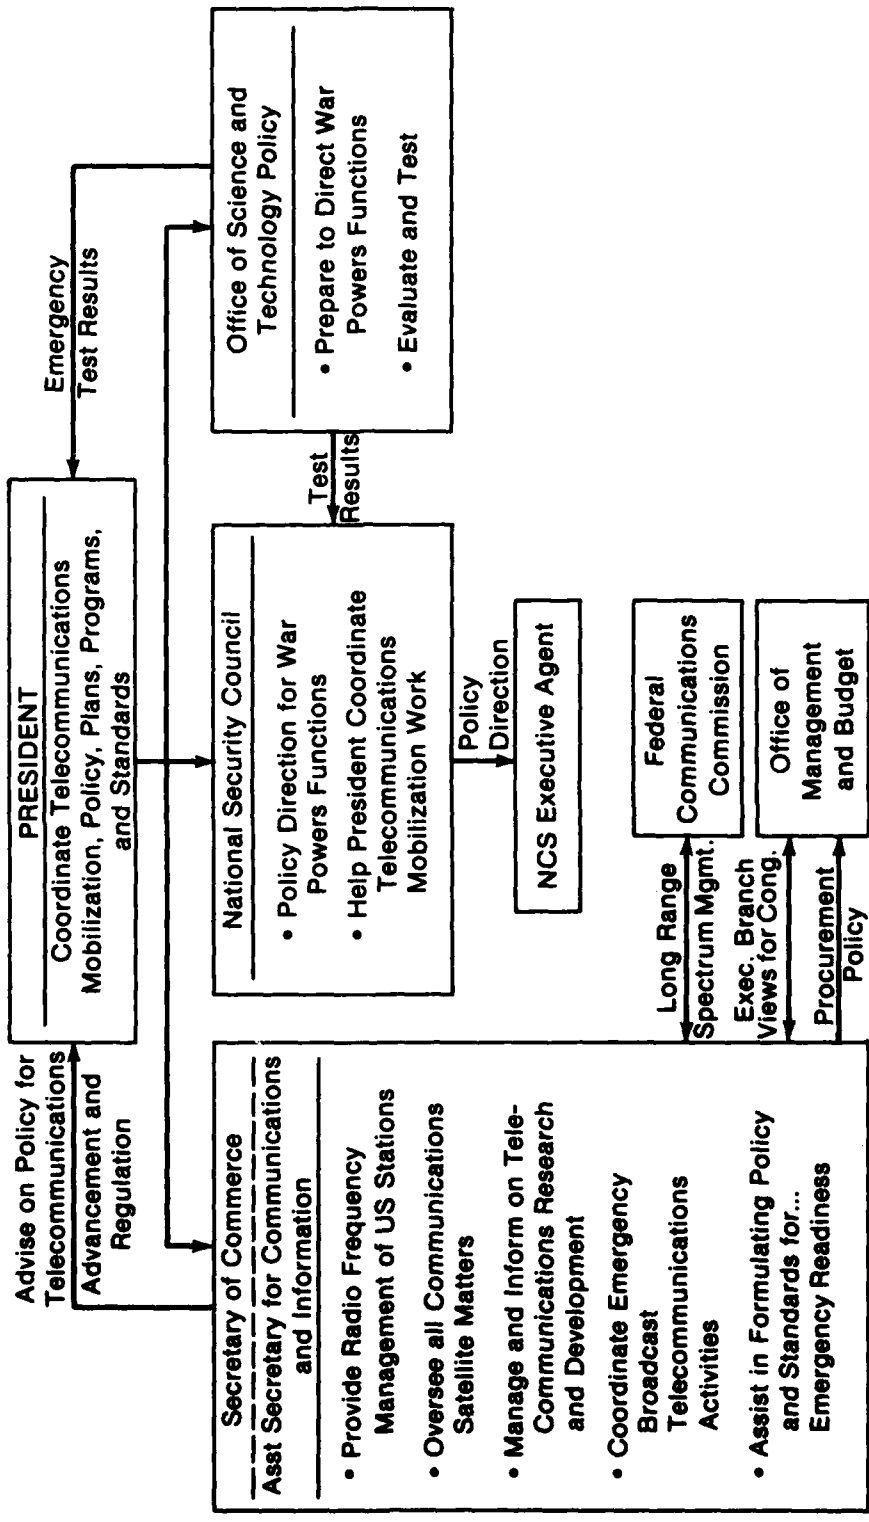 PRESIDENT
Coordinate Telecommunications
Mobilization, Policy, Plans, Programs,
and Standards
Advise on Policy for
Telecommunications
Advancement and
Regulation
Emergency
Test Results
Secretary of Commerce
Asst Secretary for Communications
and Information
• Provide Radio Frequency
Management of US Stations
• Oversee all Communications
Satellite Matters
• Manage and Inform on Tele-
Communications Research
and Development
• Coordinate Emergency
Broadcast
Telecommunications
Activities
• Assist in Formulating Policy
and Standards for...
Emergency Readiness
National Security Council
• Policy Direction for War
Powers Functions
• Help President Coordinate
Telecommunications
Mobilization Work
Test
Results
Office of Science and
Technology Policy
• Prepare to Direct War
Powers Functions
• Evaluate and Test
Policy
Direction
NCS Executive Agent
Long Range
Spectrum Mgmt.
Federal
Communications
Commission
Exec. Branch
Views for Cong.
Procurement
Policy
Office of
Management
and Budget